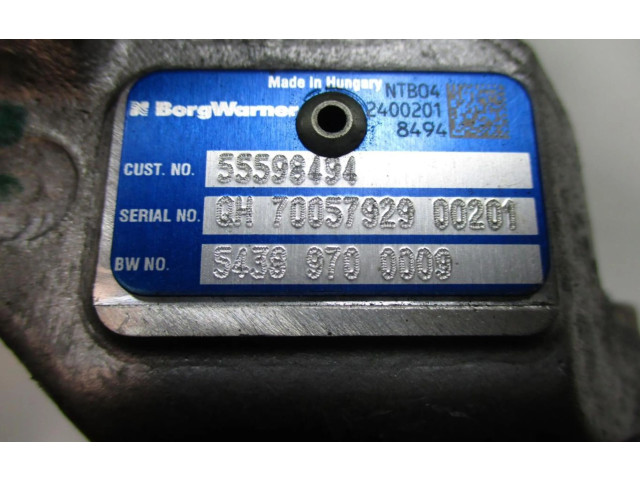 Made in Hungary
BorgWarner
NTB04
2400201
8494
CUST. NO. 55598494
SERIAL NO. QH 70057929 00201
BW NO. 5438 970 0009